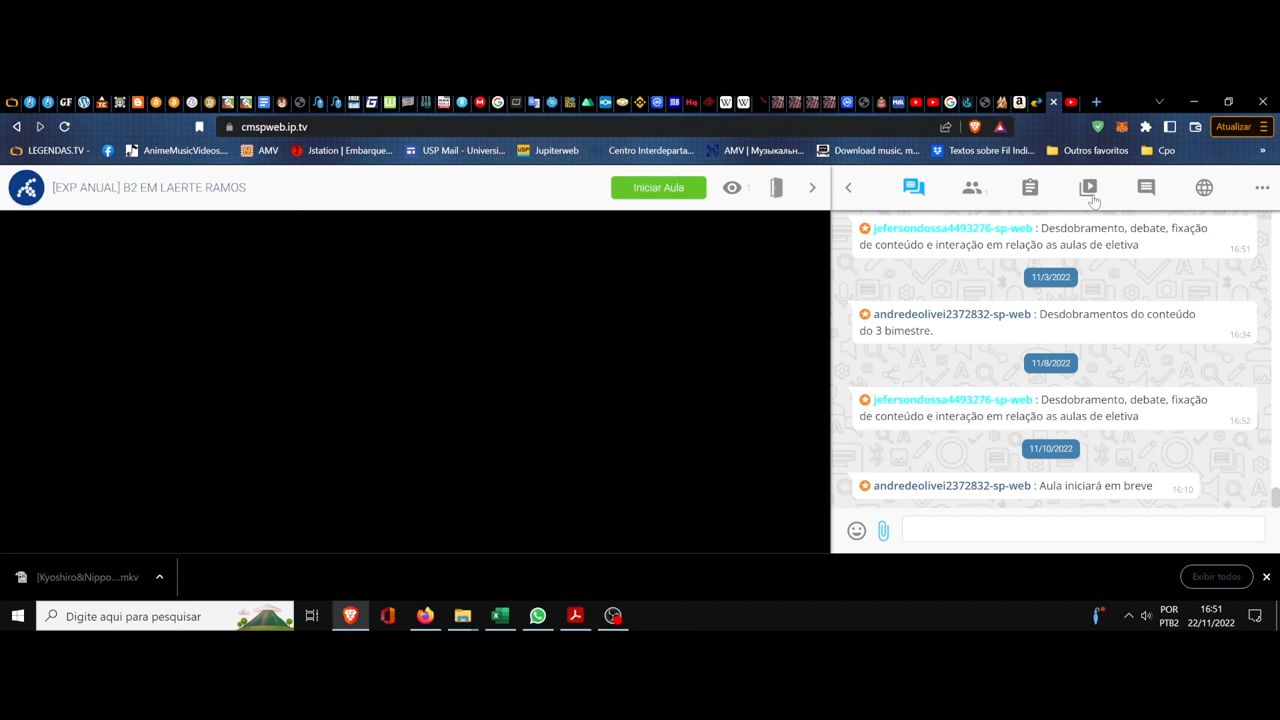 cmspweb.ip.tv
Atualizar
LEGENDAS.TV -
AnimeMusicVideos....
AMV
Jstation | Embarque...
USP Mail - Universi...
Jupiterweb
Centro Interdeparta...
AMV | Музыкальн...
Download music, m...
Textos sobre Fil Indi...
Outros favoritos
Cpo
»
[EXP ANUAL] B2 EM LAERTE RAMOS
Iniciar Aula
1
1
jefersondossa4493276-sp-web : Desdobramento, debate, fixação
de conteúdo e interação em relação as aulas de eletiva
16:51
11/3/2022
andredeolivei2372832-sp-web : Desdobramentos do conteúdo
do 3 bimestre.
16:34
11/8/2022
jefersondossa4493276-sp-web : Desdobramento, debate, fixação
de conteúdo e interação em relação as aulas de eletiva
16:52
11/10/2022
andredeolivei2372832-sp-web : Aula iniciará em breve
16:10
[Kyoshiro&Nippo....mkv
Exibir todos
Digite aqui para pesquisar
POR
PTB2
16:51
22/11/2022